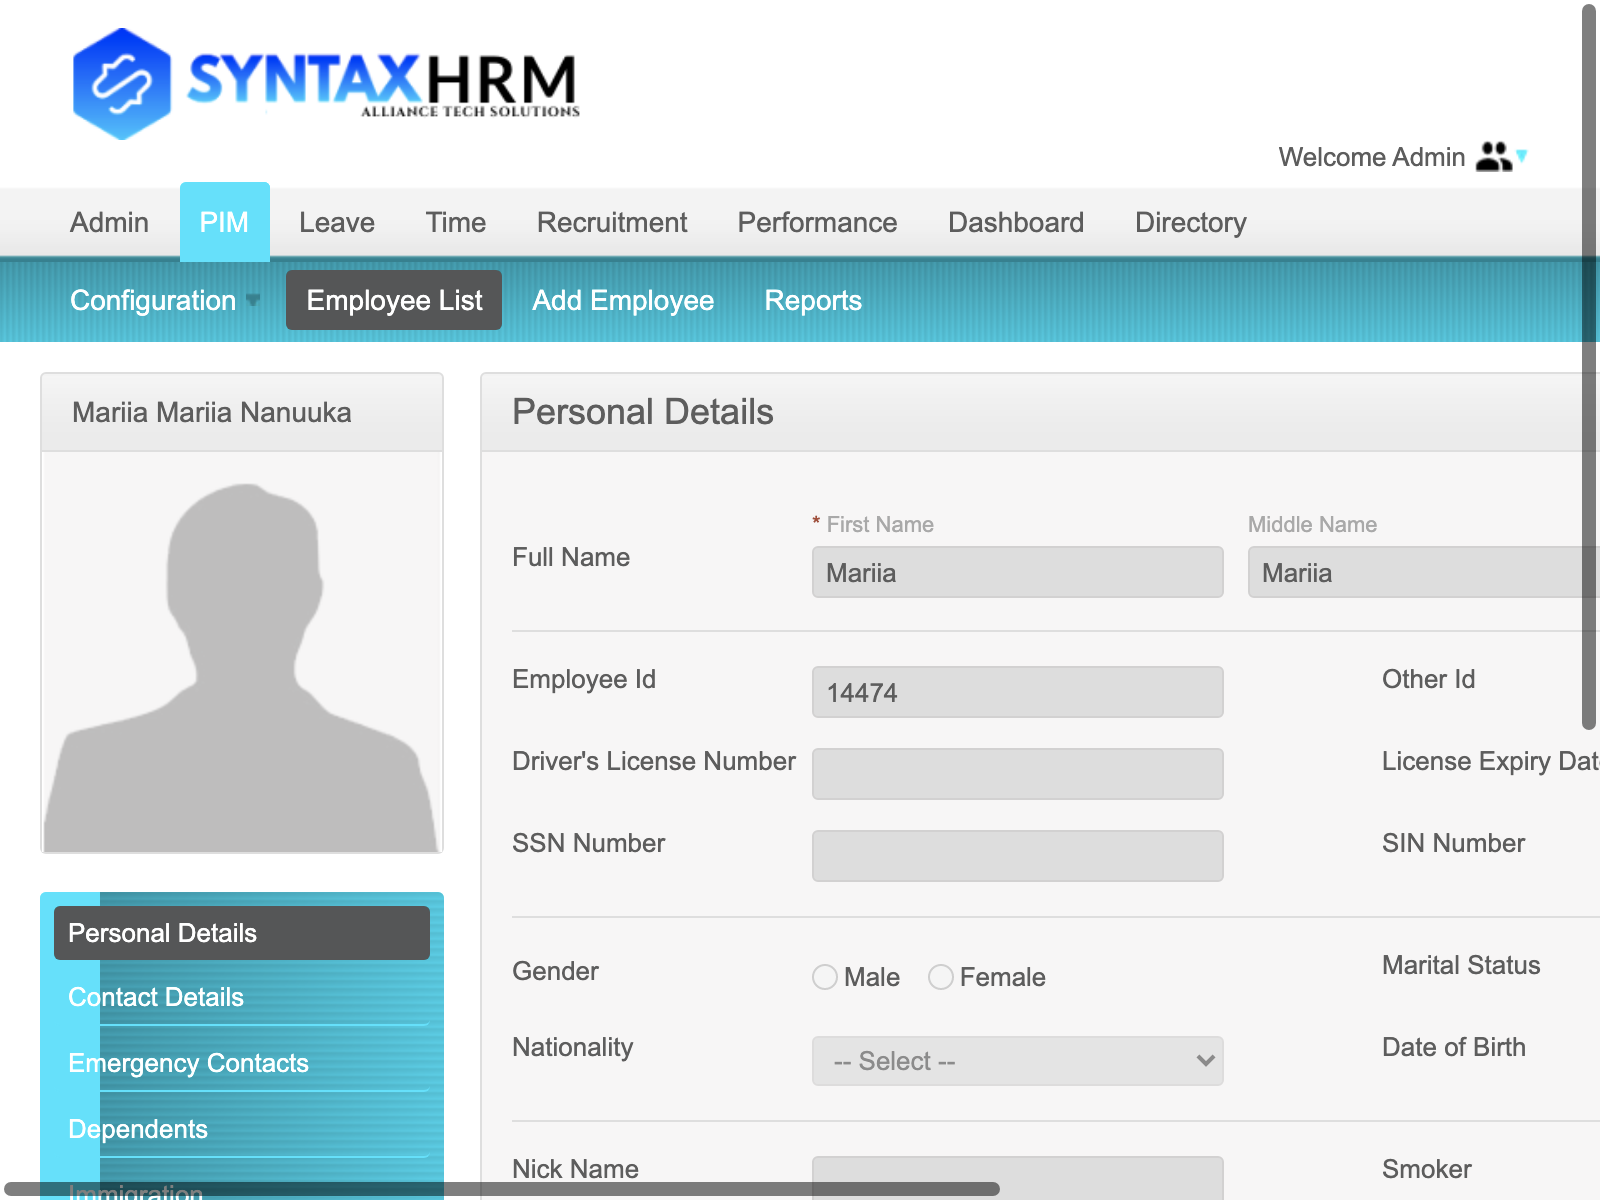 SYNTAXHRM
ALLIANCE TECH SOLUTIONS
Welcome Admin
Admin PIM Leave Time Recruitment Performance Dashboard Directory
Configuration Employee List Add Employee Reports
Mariia Mariia Nanuuka
Personal Details
* First Name Middle Name
Full Name Mariia Mariia
Employee Id 14474 Other Id
Driver's License Number License Expiry Dat
SSN Number SIN Number
Gender Male Female Marital Status
Nationality -- Select -- Date of Birth
Nick Name Smoker
Personal Details
Contact Details
Emergency Contacts
Dependents
Immigration